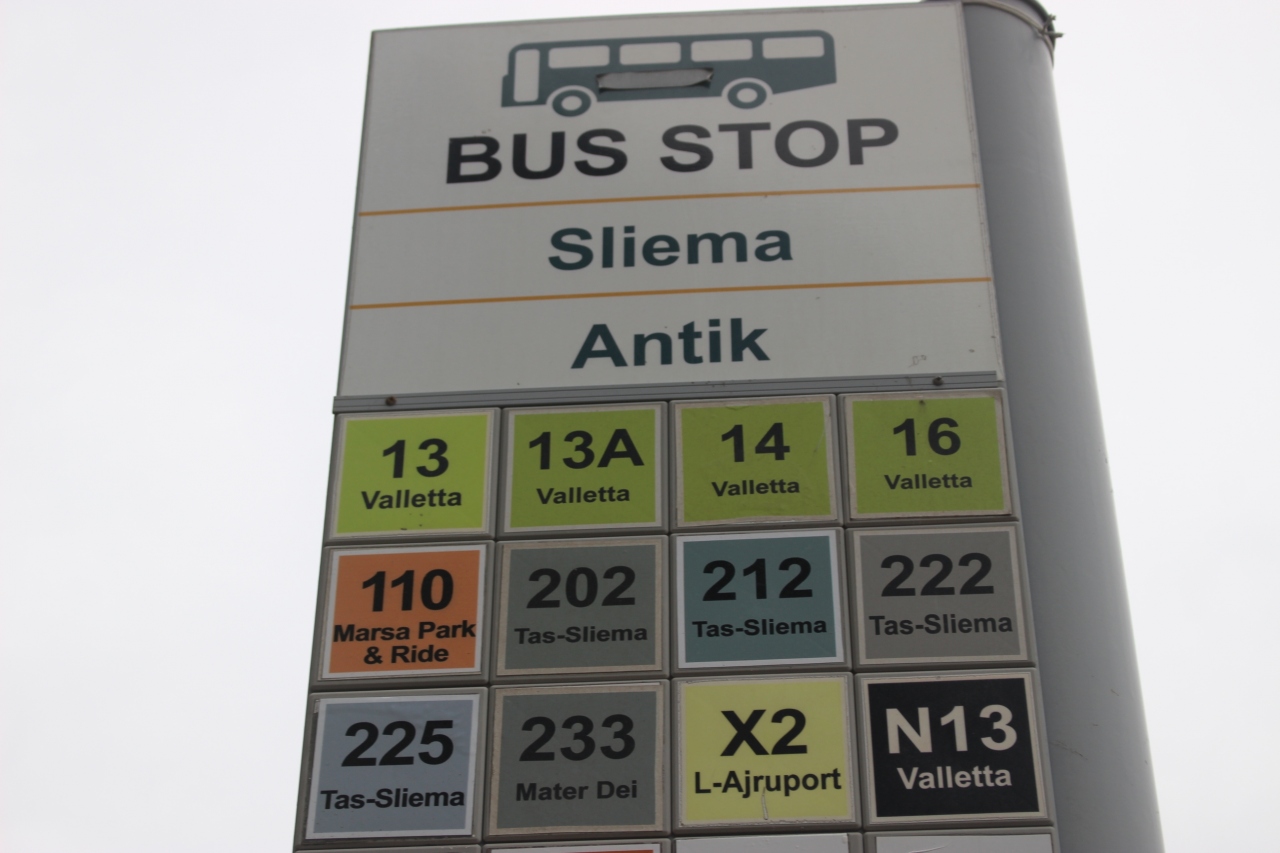 BUS STOP
Sliema
Antik
13
Valletta
13A
Valletta
14
Valletta
16
Valletta
110
Marsa Park
& Ride
202
Tas-Sliema
212
Tas-Sliema
222
Tas-Sliema
225
Tas-Sliema
233
Mater Dei
X2
L-Ajruport
N13
Valletta